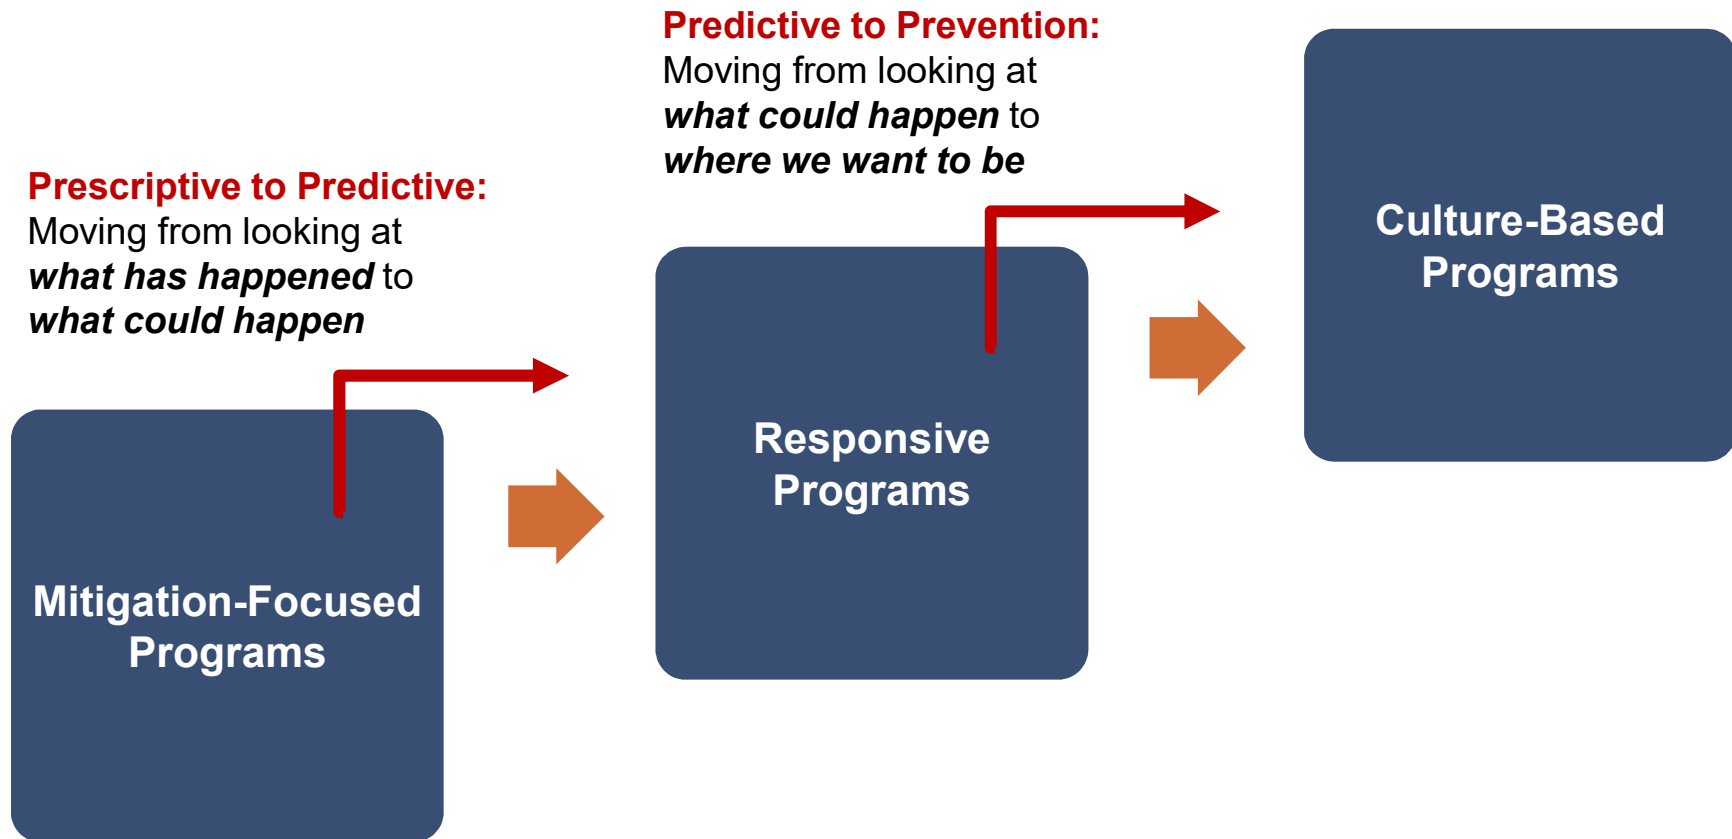 Prescriptive to Predictive:
Moving from looking at
what has happened to
what could happen
Mitigation-Focused
Programs
Predictive to Prevention:
Moving from looking at
what could happen to
where we want to be
Responsive
Programs
Culture-Based
Programs